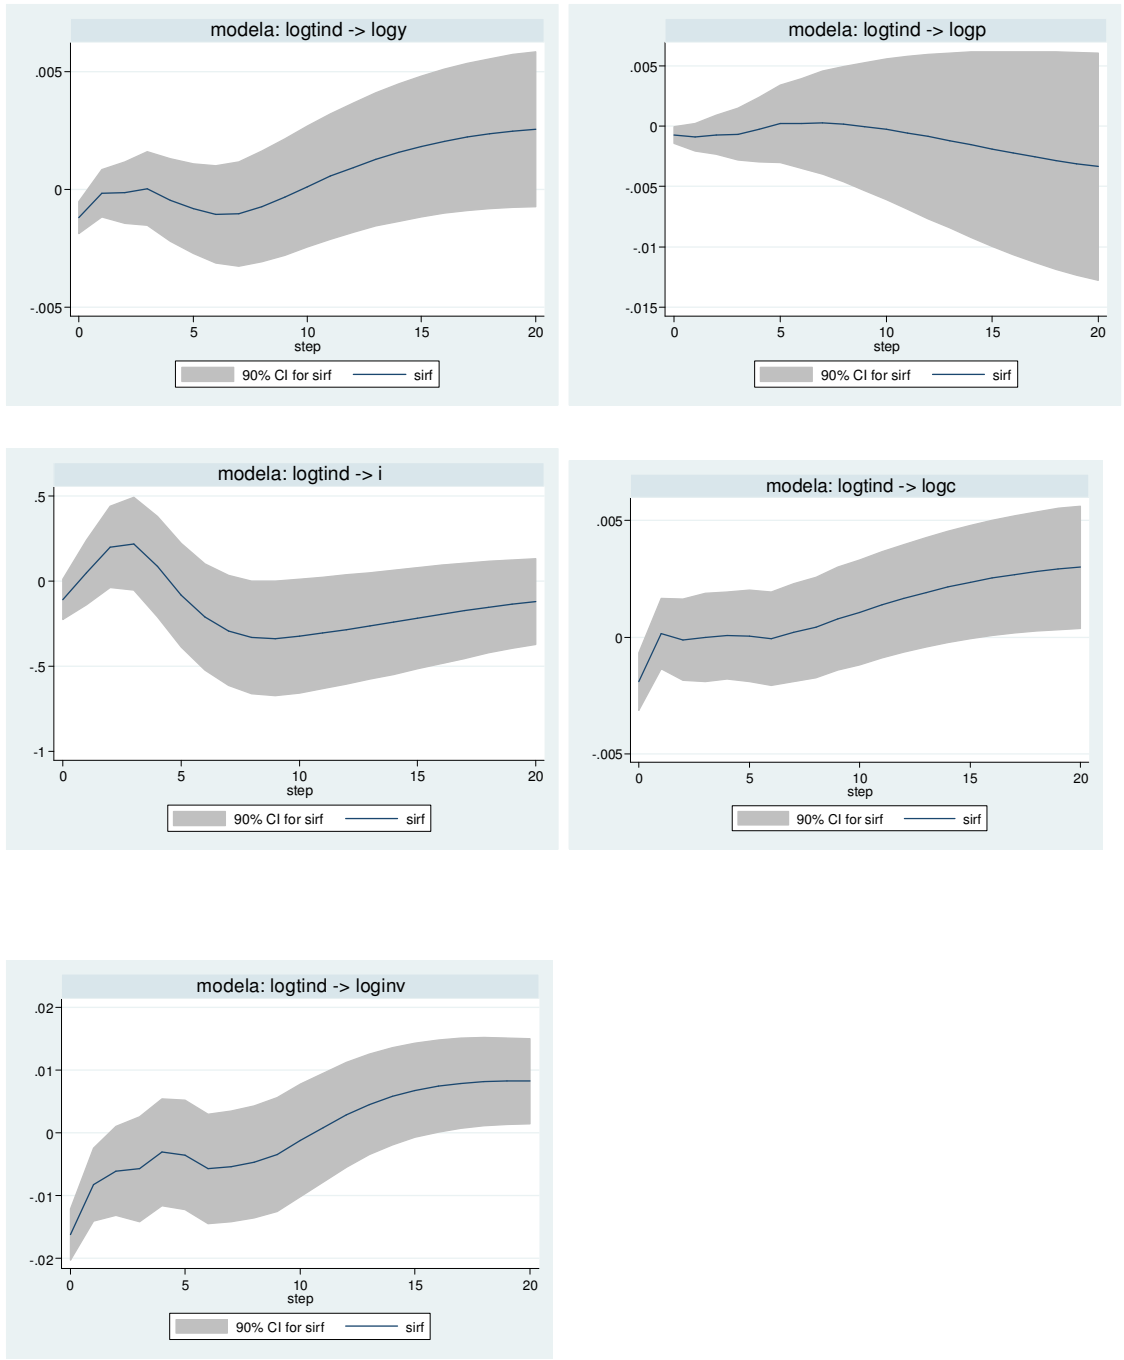 modela: logtind -> logy
.005
0
-.005
0 5 10 15 20
step
90% CI for sirf sirf
modela: logtind -> logp
.005
0
-.005
-.01
-.015
0 5 10 15 20
step
90% CI for sirf sirf
modela: logtind -> i
.5
0
-.5
-1
0 5 10 15 20
step
90% CI for sirf sirf
modela: logtind -> logc
.005
0
-.005
0 5 10 15 20
step
90% CI for sirf sirf
modela: logtind -> loginv
.02
.01
0
-.01
-.02
0 5 10 15 20
step
90% CI for sirf sirf